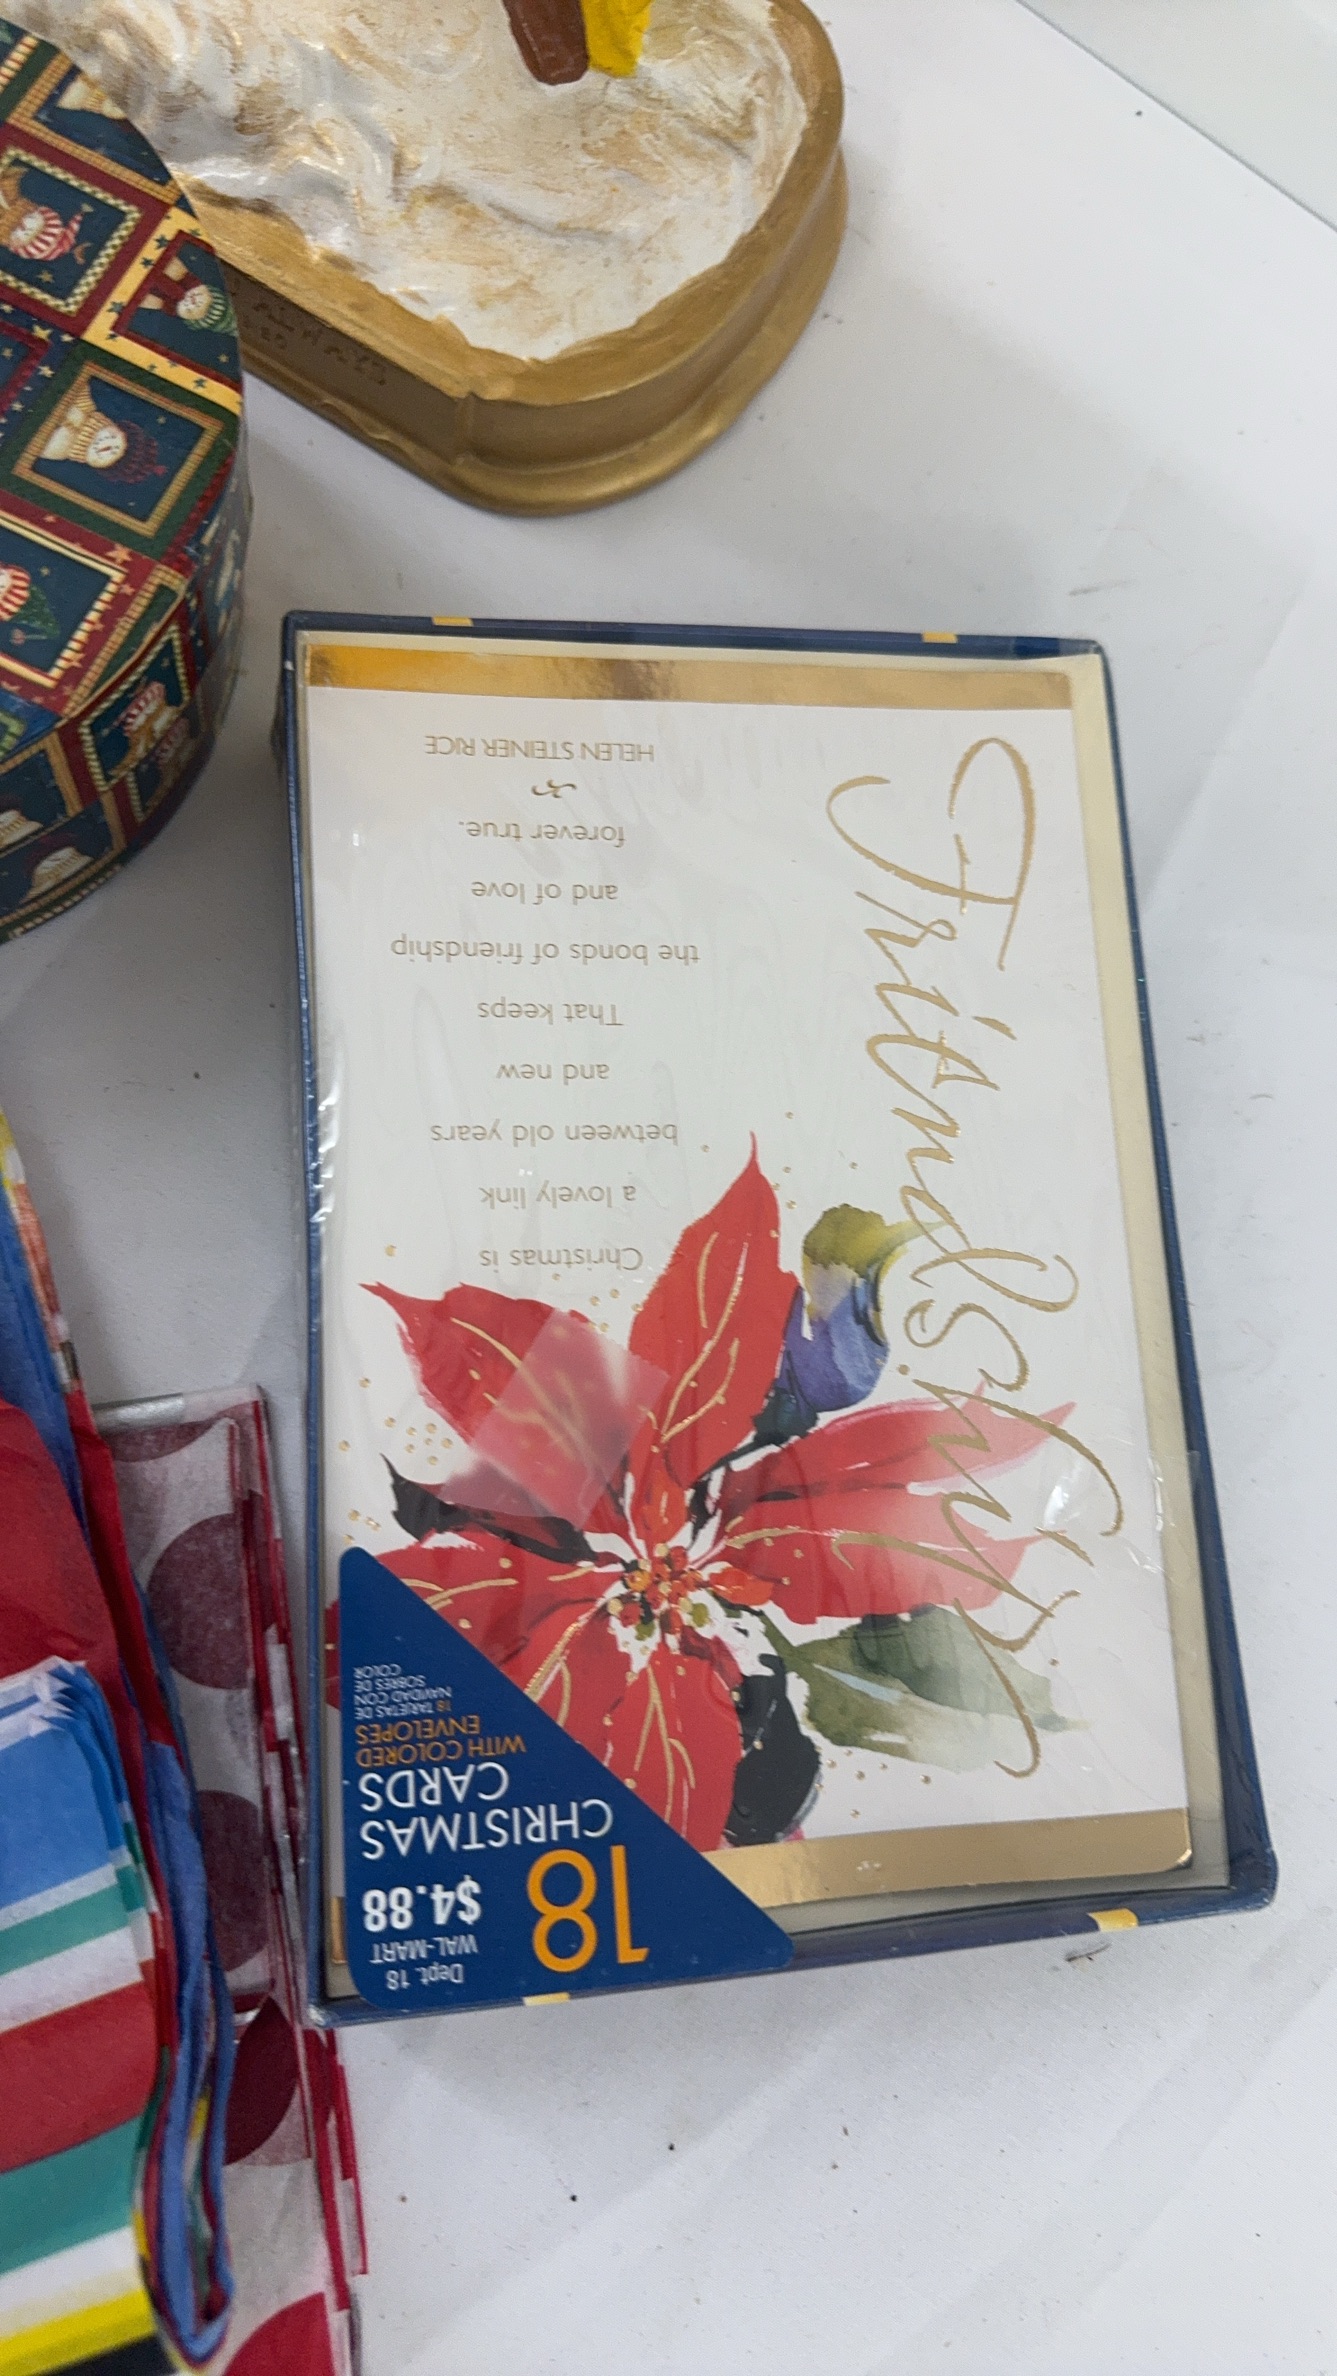 Friendship
Christmas is
a lovely link
between old years
and new
That keeps
the bonds of friendship
and of love
forever true.
HELEN STEINER RICE
Dept. 18
WAL-MART
$4.88
18
CHRISTMAS
CARDS
WITH COLORED
ENVELOPES
18 TARJETAS DE
NAVIDAD CON
SOBRES DE
COLOR